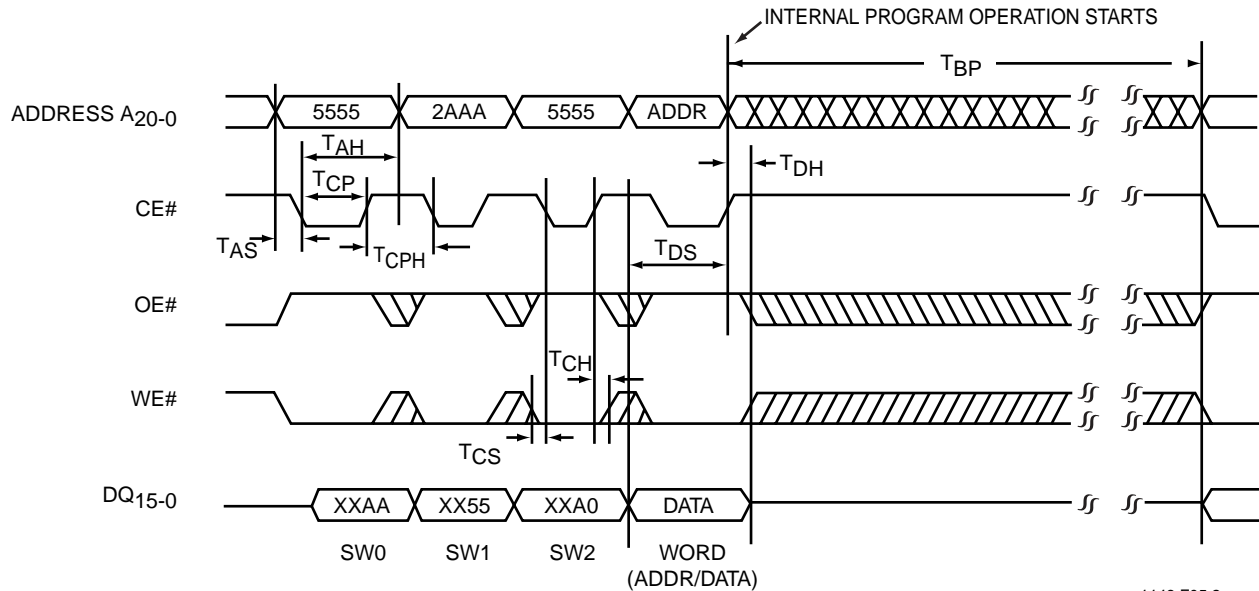 INTERNAL PROGRAM OPERATION STARTS
TBP
ADDRESS A20-0
5555
2AAA
5555
ADDR
TAH
TDH
TCP
CE#
TAS
TCPH
TDS
OE#
TCH
WE#
TCS
DQ15-0
XXAA
XX55
XXA0
DATA
SW0
SW1
SW2
WORD
(ADDR/DATA)